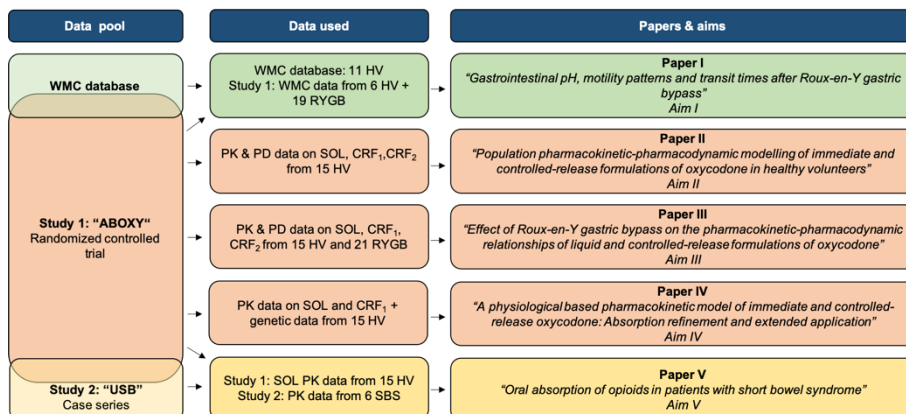 Data pool
Data used
Papers & aims
WMC database
Study 1: “ABOXY“
Randomized controlled
trial
Study 2: “USB”
Case series
WMC database: 11 HV
Study 1: WMC data from 6 HV +
19 RYGB
Paper I
“Gastrointestinal pH, motility patterns and transit times after Roux-en-Y gastric
bypass”
Aim I
PK & PD data on SOL, CRF₁,CRF₂
from 15 HV
Paper II
“Population pharmacokinetic-pharmacodynamic modelling of immediate and
controlled-release formulations of oxycodone in healthy volunteers”
Aim II
PK & PD data on SOL, CRF₁,
CRF₂ from 15 HV and 21 RYGB
Paper III
“Effect of Roux-en-Y gastric bypass on the pharmacokinetic-pharmacodynamic
relationships of liquid and controlled-release formulations of oxycodone”
Aim III
PK data on SOL and CRF₁ +
genetic data from 15 HV
Paper IV
“A physiological based pharmacokinetic model of immediate and controlled-
release oxycodone: Absorption refinement and extended application”
Aim IV
Study 1: SOL PK data from 15 HV
Study 2: PK data from 6 SBS
Paper V
“Oral absorption of opioids in patients with short bowel syndrome”
Aim V